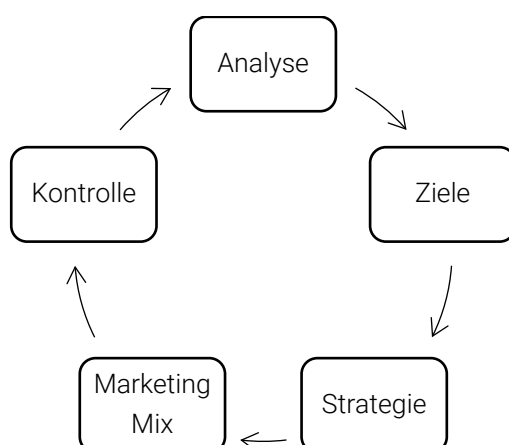 Analyse
Ziele
Strategie
Marketing
Mix
Kontrolle